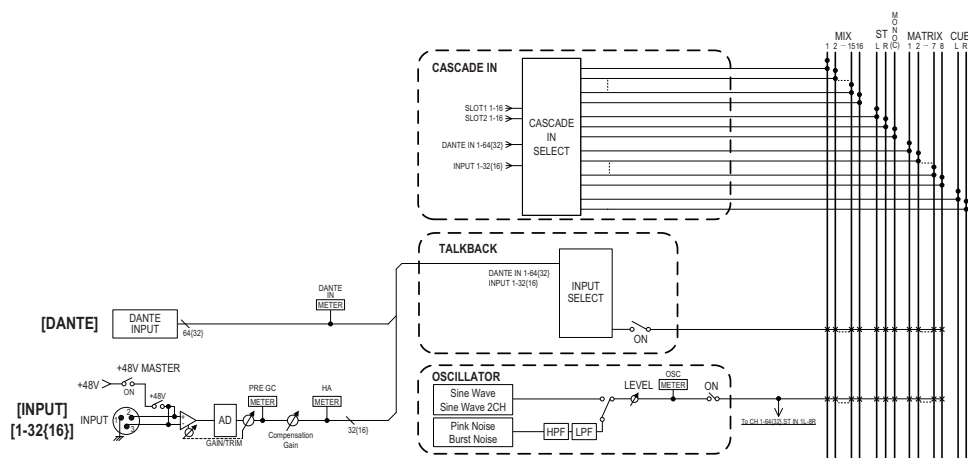 MONO(C)
MIX
ST
MATRIX
CUE
1 2 – 15 16
L R
1 2 – 7 8
L R
CASCADE IN
SLOT1 1-16
SLOT2 1-16
DANTE IN 1-64{32}
INPUT 1-32{16}
CASCADE
IN
SELECT
TALKBACK
DANTE IN 1-64{32}
INPUT 1-32{16}
INPUT
SELECT
ON
DANTE
IN
METER
[DANTE]
DANTE
INPUT
64{32}
OSCILLATOR
Sine Wave
Sine Wave 2CH
Pink Noise
Burst Noise
HPF
LPF
LEVEL
OSC
METER
ON
To CH 1-64{32},ST IN 1L-8R
+48V MASTER
+48V
ON
+48V
[INPUT]
[1-32{16}]
INPUT
1
2
3
+
-
AD
GAIN/TRIM
PRE GC
METER
Compensation
Gain
HA
METER
32{16}